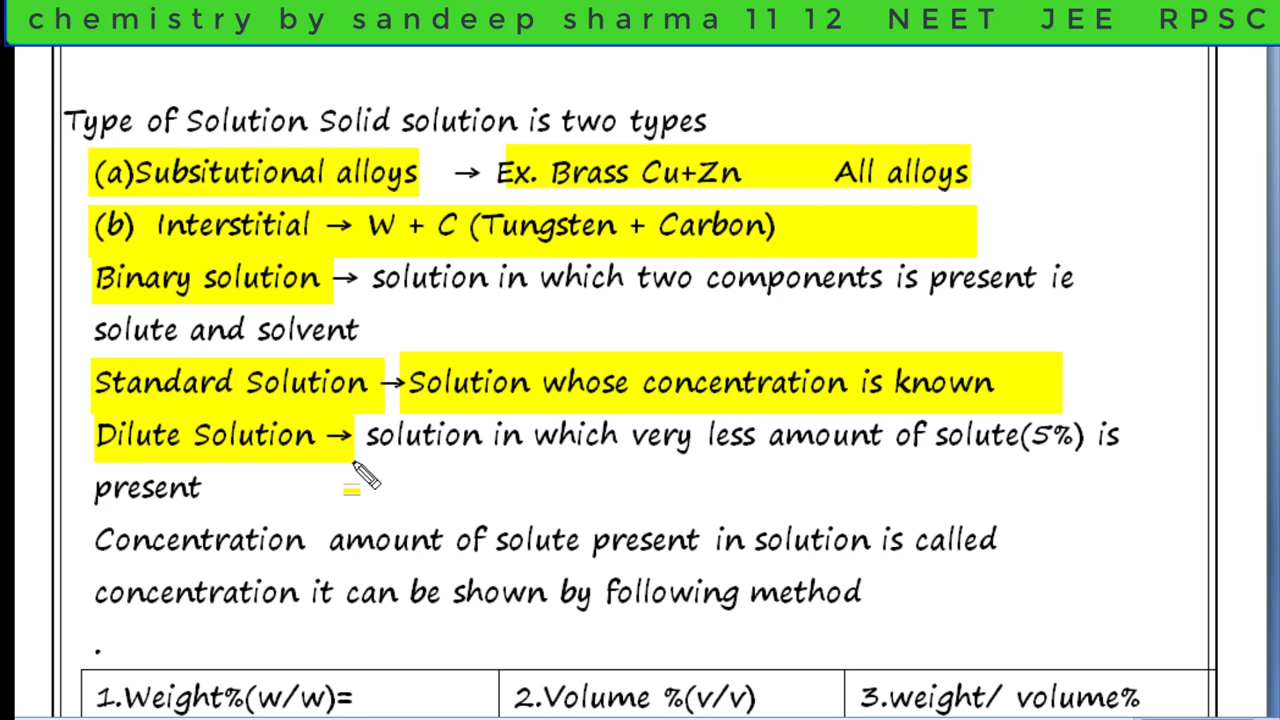 chemistry by sandeep sharma 11 12 NEET JEE RPSC
Type of Solution Solid solution is two types
(a)Subsitutional alloys → Ex. Brass Cu+Zn All alloys
(b) Interstitial → W + C (Tungsten + Carbon)
Binary solution → solution in which two components is present ie
solute and solvent
Standard Solution →Solution whose concentration is known
Dilute Solution → solution in which very less amount of solute(5%) is
present
Concentration amount of solute present in solution is called
concentration it can be shown by following method
.
1.Weight%(w/w)= 2.Volume %(v/v) 3.weight/ volume%